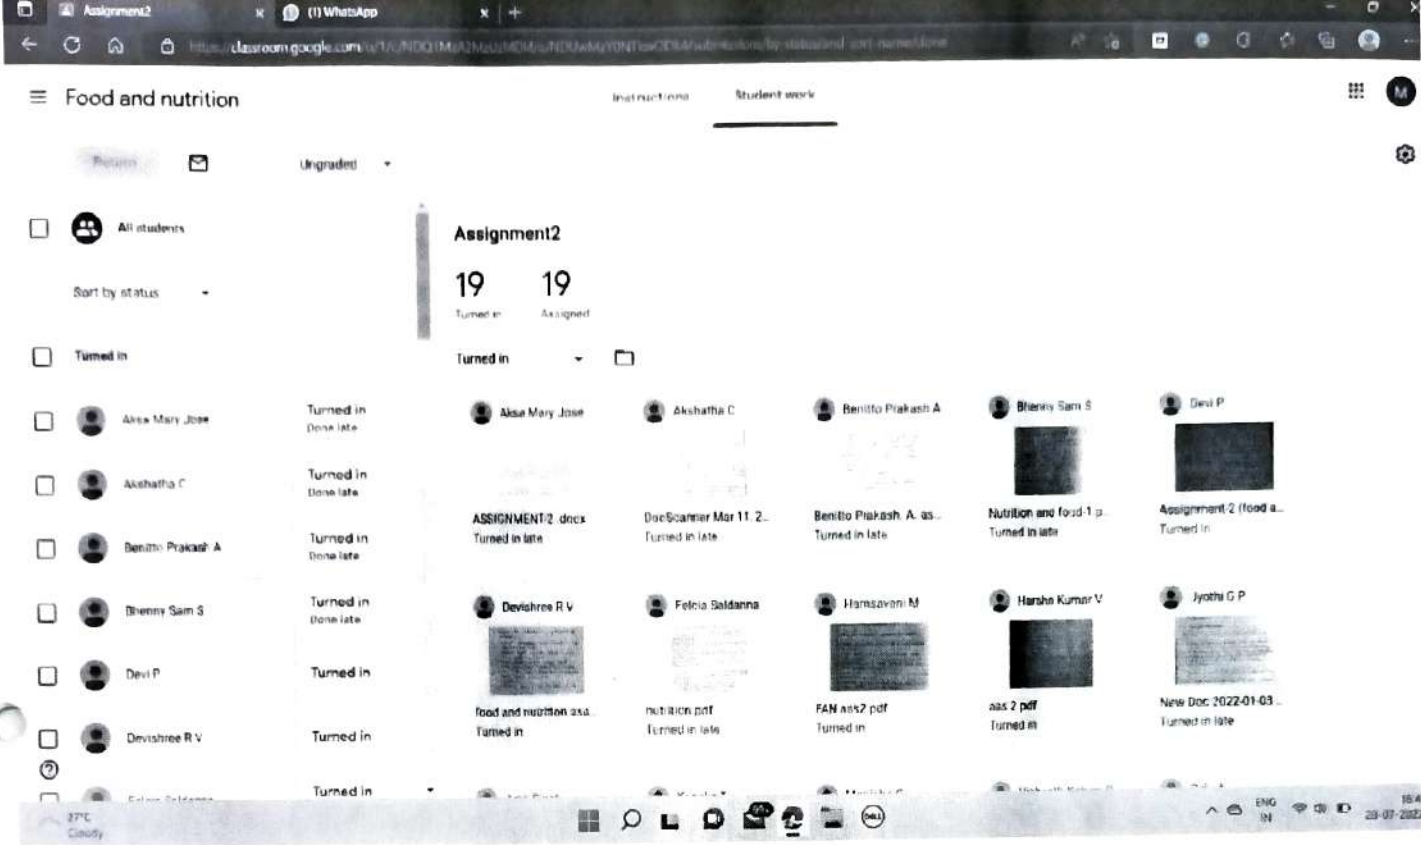 Assignment2
(1) WhatsApp
classroom.google.com
Food and nutrition
Instructions
Student work
M
Return
Ungraded
All students
Assignment2
19
19
Turned in
Assigned
Sort by status
Turned in
Turned in
Aksa Mary Jose
Turned in
Done late
Akshatha C
Turned in
Done late
Benitto Prakash A
Turned in
Done late
Bhenny Sam S
Turned in
Done late
Devi P
Turned in
Devishree R V
Turned in
Felcia Saldanna
Turned in
Aksa Mary Jose
ASSIGNMENT-2 .docx
Turned in late
Akshatha C
DocScanner Mar 11, 2...
Turned in late
Benitto Prakash A
Benitto Prakash. A. as...
Turned in late
Bhenny Sam S
Nutrition and food-1 p...
Turned in late
Devi P
Assignment-2 (food a...
Turned in
Devishree R V
food and nutrition
Turned in
Felcia Saldanna
nutrition.pdf
Turned in late
Hamsaveni M
FAN ass2 pdf
Turned in
Harsha Kumar V
ass 2 pdf
Turned in
Jyothi G P
New Doc 2022-01-03 ...
Turned in late
27°C
Cloudy
DELL
ENG
IN